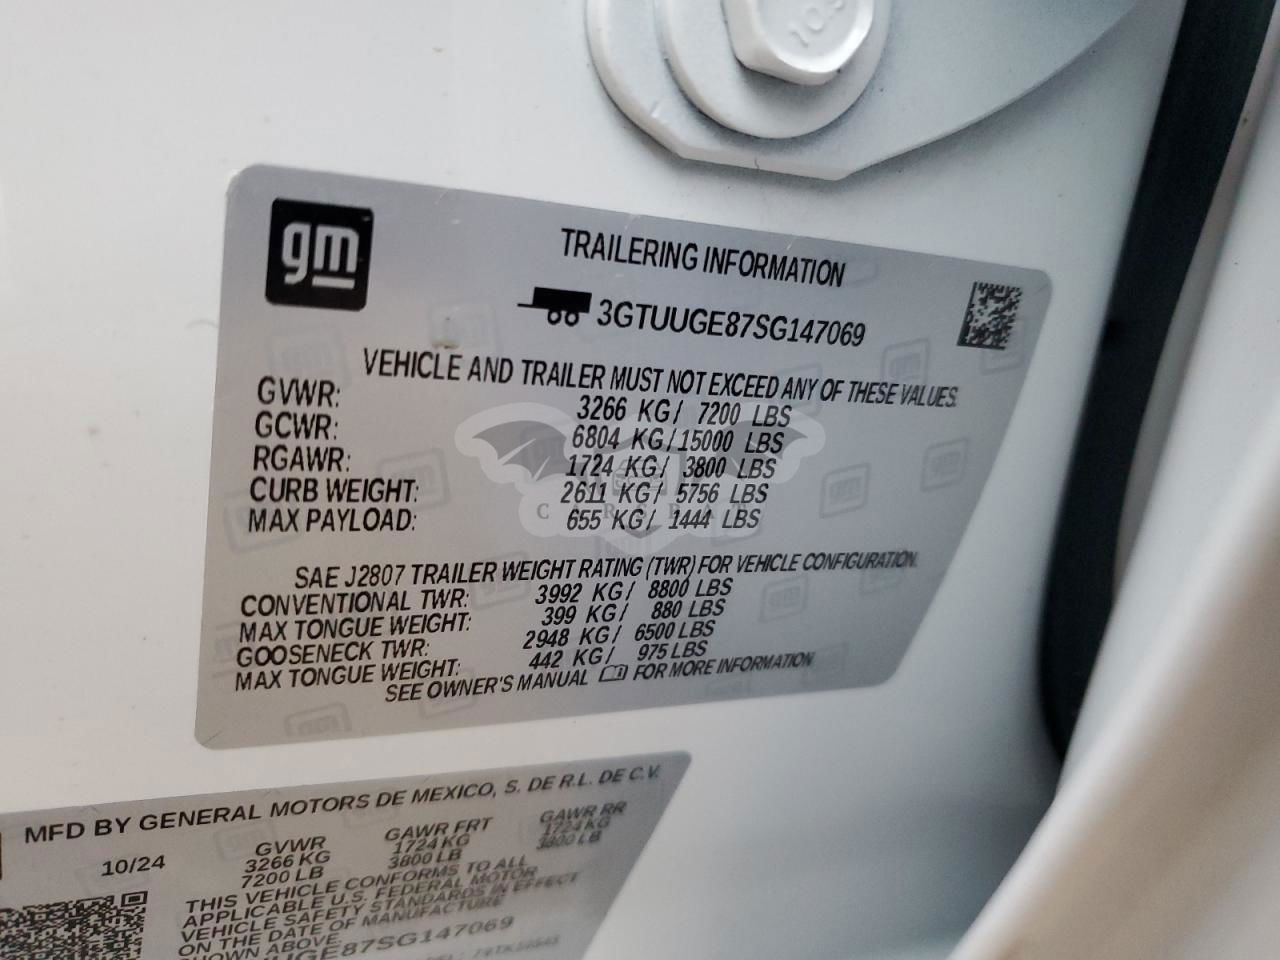 10.9
gm
TRAILERING INFORMATION
3GTUUGE87SG147069
VEHICLE AND TRAILER MUST NOT EXCEED ANY OF THESE VALUES.
GVWR: 3266 KG/ 7200 LBS
GCWR: 6804 KG/15000 LBS
RGAWR: 1724 KG/ 3800 LBS
CURB WEIGHT: 2611 KG/ 5756 LBS
MAX PAYLOAD: 655 KG/ 1444 LBS
SAE J2807 TRAILER WEIGHT RATING (TWR) FOR VEHICLE CONFIGURATION.
CONVENTIONAL TWR: 3992 KG/ 8800 LBS
MAX TONGUE WEIGHT: 399 KG/ 880 LBS
GOOSENECK TWR: 2948 KG/ 6500 LBS
MAX TONGUE WEIGHT: 442 KG/ 975 LBS
SEE OWNER'S MANUAL FOR MORE INFORMATION
MFD BY GENERAL MOTORS DE MEXICO, S. DE R.L. DE C.V.
10/24 GVWR GAWR FRT GAWR RR
3266 KG 1724 KG 1724 KG
7200 LB 3800 LB 3800 LB
THIS VEHICLE CONFORMS TO ALL
APPLICABLE U.S. FEDERAL MOTOR
VEHICLE SAFETY STANDARDS IN EFFECT
ON THE DATE OF MANUFACTURE
SHOWN ABOVE.
UGE87SG147069